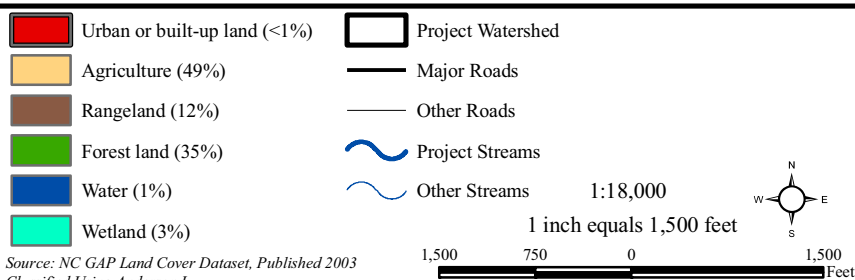 Urban or built-up land (<1%)
Agriculture (49%)
Rangeland (12%)
Forest land (35%)
Water (1%)
Wetland (3%)
Project Watershed
Major Roads
Other Roads
Project Streams
Other Streams
1:18,000
1 inch equals 1,500 feet
N
W E
S
1,500 750 0 1,500
Feet
Source: NC GAP Land Cover Dataset, Published 2003